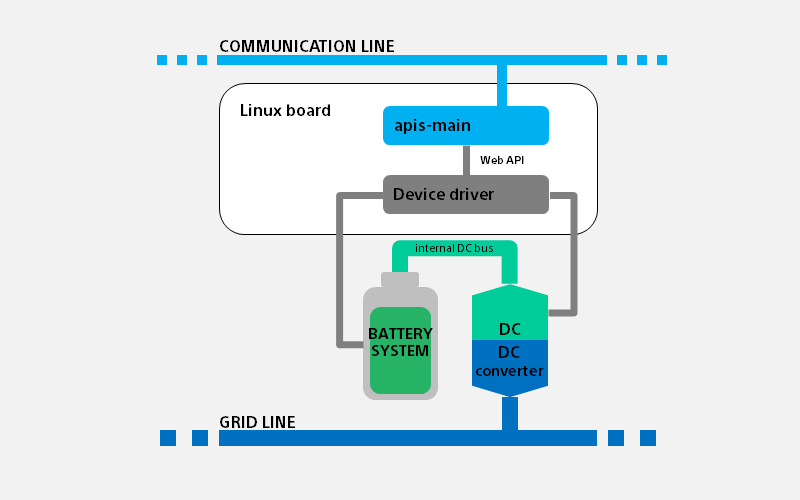 COMMUNICATION LINE
Linux board
apis-main
Web API
Device driver
internal DC bus
BATTERY
SYSTEM
DC
DC
converter
GRID LINE